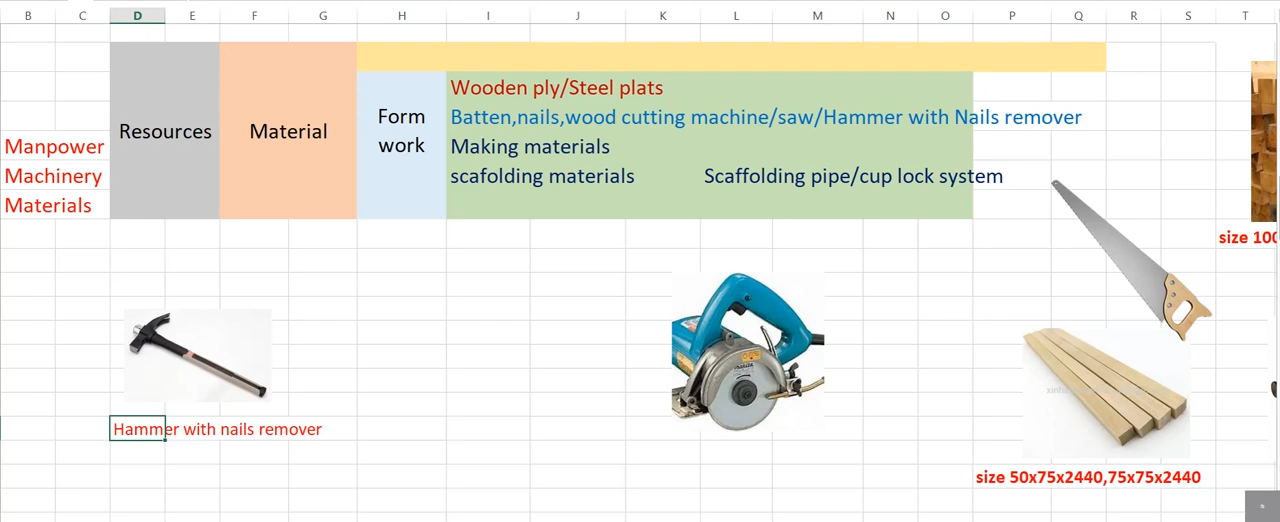 B C D E F G H I J K L M N O P Q R S T
Wooden ply/Steel plats
Batten,nails,wood cutting machine/saw/Hammer with Nails remover
Form
work
Resources
Material
Manpower
Making materials
Machinery
scafolding materials Scaffolding pipe/cup lock system
Materials
size 100
Hammer with nails remover
size 50x75x2440,75x75x2440